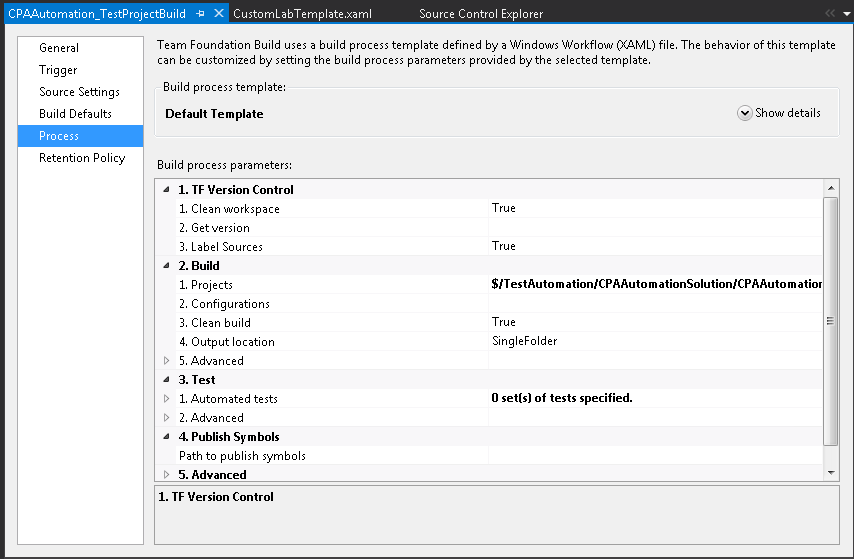 CPAAutomation_TestProjectBuild CustomLabTemplate.xaml Source Control Explorer
General
Trigger
Source Settings
Build Defaults
Process
Retention Policy
Team Foundation Build uses a build process template defined by a Windows Workflow (XAML) file. The behavior of this template
can be customized by setting the build process parameters provided by the selected template.
Build process template:
Default Template
Show details
Build process parameters:
1. TF Version Control
1. Clean workspace True
2. Get version
3. Label Sources True
2. Build
1. Projects $/TestAutomation/CPAAutomationSolution/CPAAutomation
2. Configurations
3. Clean build True
4. Output location SingleFolder
5. Advanced
3. Test
1. Automated tests 0 set(s) of tests specified.
2. Advanced
4. Publish Symbols
Path to publish symbols
5. Advanced
1. TF Version Control